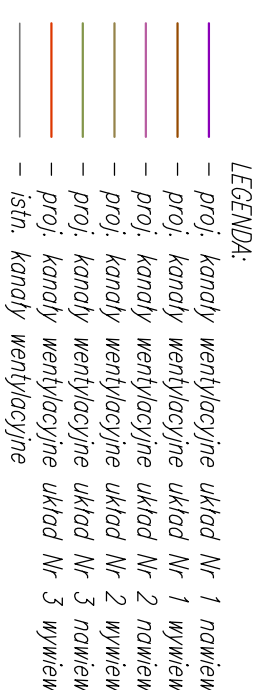 LEGENDA:
- proj. kanały wentylacyjne układ Nr 1 nawiew
- proj. kanały wentylacyjne układ Nr 1 wywiew
- proj. kanały wentylacyjne układ Nr 2 nawiew
- proj. kanały wentylacyjne układ Nr 2 wywiew
- proj. kanały wentylacyjne układ Nr 3 nawiew
- proj. kanały wentylacyjne układ Nr 3 wywiew
- istn. kanały wentylacyjne